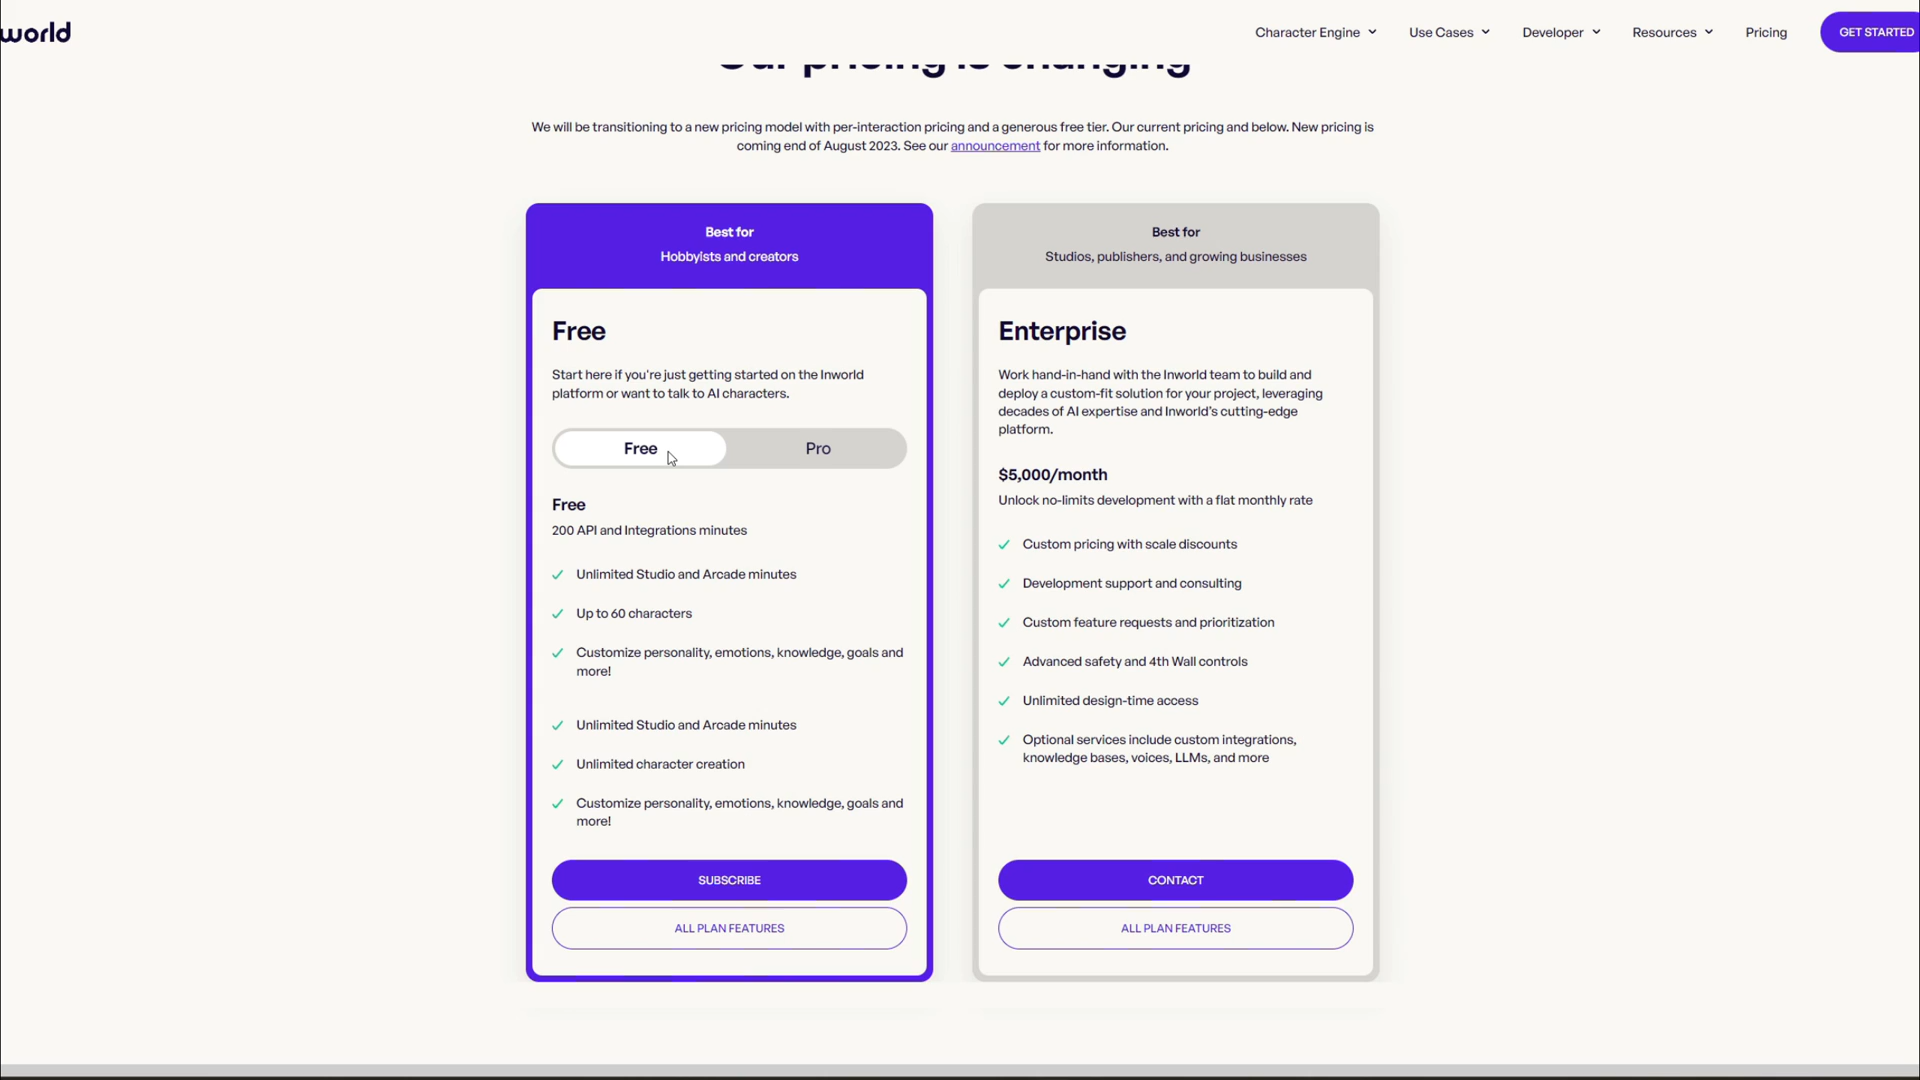 world
Character Engine
Use Cases
Developer
Resources
Pricing
GET STARTED
Our pricing is changing
We will be transitioning to a new pricing model with per-interaction pricing and a generous free tier. Our current pricing and below. New pricing is
coming end of August 2023. See our announcement for more information.
Best for
Hobbyists and creators
Free
Start here if you're just getting started on the Inworld
platform or want to talk to AI characters.
Free
Pro
Free
200 API and Integrations minutes
Unlimited Studio and Arcade minutes
Up to 60 characters
Customize personality, emotions, knowledge, goals and
more!
Unlimited Studio and Arcade minutes
Unlimited character creation
Customize personality, emotions, knowledge, goals and
more!
SUBSCRIBE
ALL PLAN FEATURES
Best for
Studios, publishers, and growing businesses
Enterprise
Work hand-in-hand with the Inworld team to build and
deploy a custom-fit solution for your project, leveraging
decades of AI expertise and Inworld's cutting-edge
platform.
$5,000/month
Unlock no-limits development with a flat monthly rate
Custom pricing with scale discounts
Development support and consulting
Custom feature requests and prioritization
Advanced safety and 4th Wall controls
Unlimited design-time access
Optional services include custom integrations,
knowledge bases, voices, LLMs, and more
CONTACT
ALL PLAN FEATURES